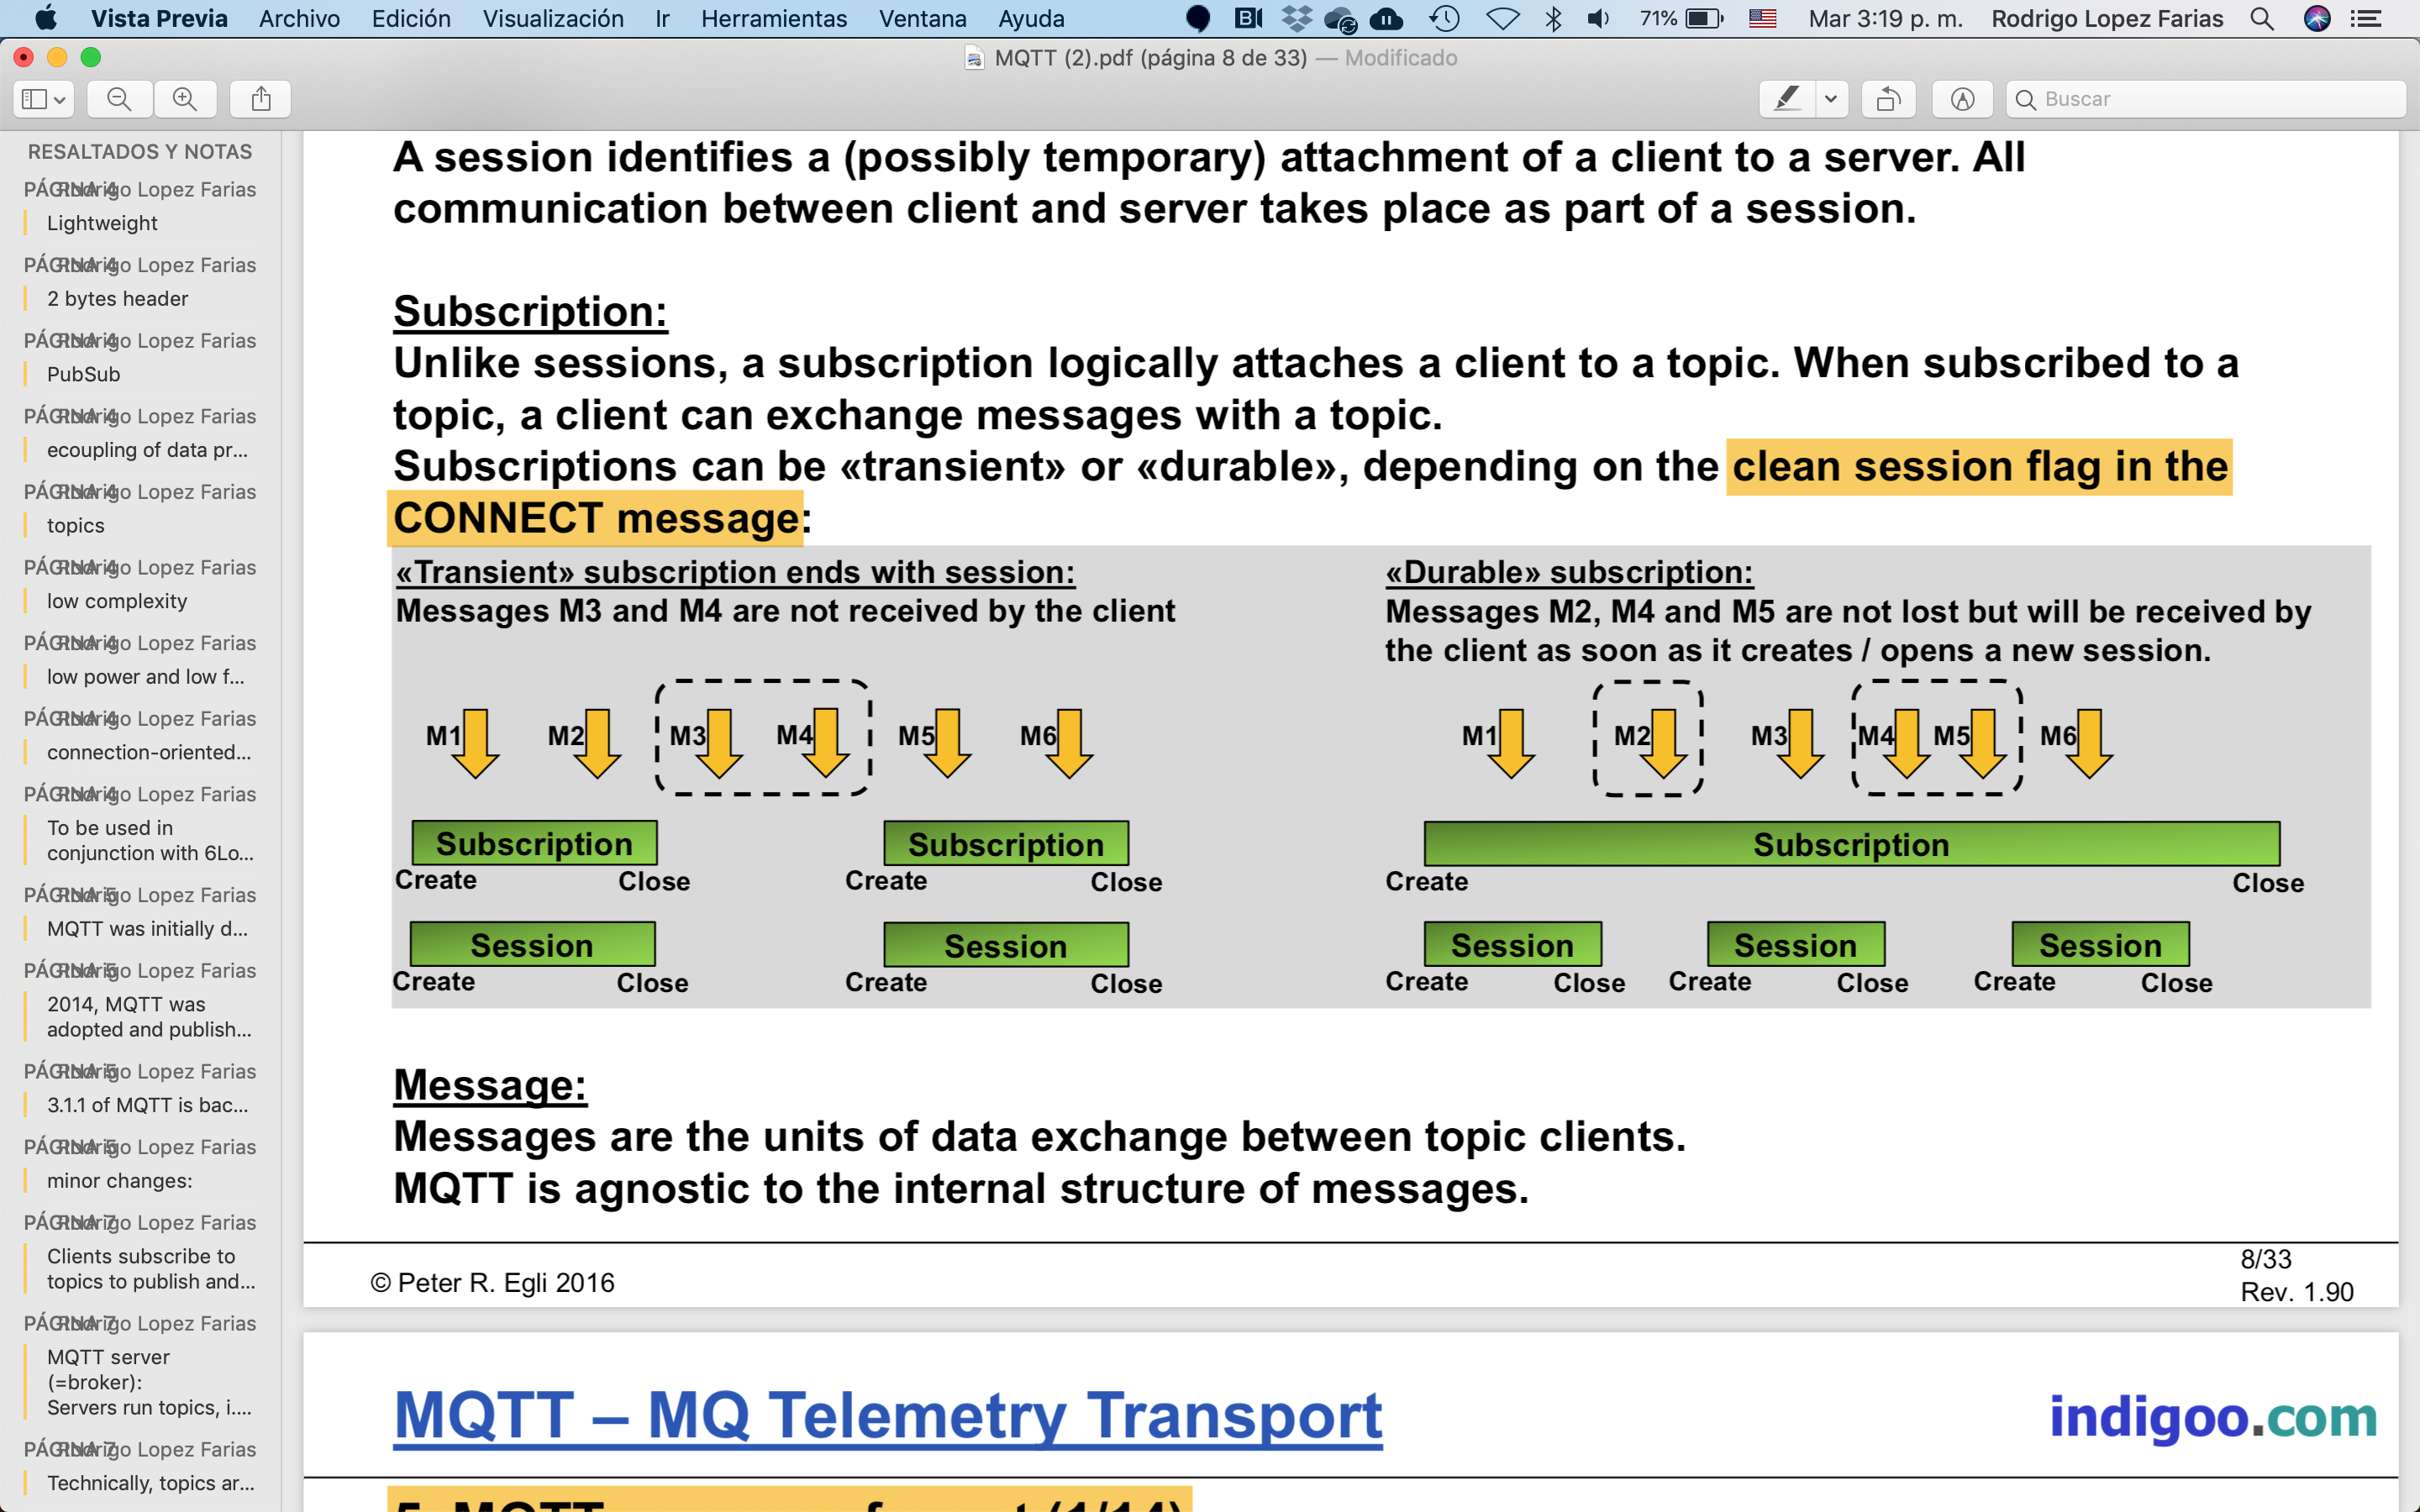 Vista Previa Archivo Edición Visualización Ir Herramientas Ventana Ayuda 71% Mar 3:19 p. m. Rodrigo Lopez Farias
MQTT (2).pdf (página 8 de 33) — Modificado
Buscar
RESALTADOS Y NOTAS
PÁGINA 4 Rodrigo Lopez Farias
Lightweight
PÁGINA 4 Rodrigo Lopez Farias
2 bytes header
PÁGINA 4 Rodrigo Lopez Farias
PubSub
PÁGINA 4 Rodrigo Lopez Farias
ecoupling of data pr...
PÁGINA 4 Rodrigo Lopez Farias
topics
PÁGINA 4 Rodrigo Lopez Farias
low complexity
PÁGINA 4 Rodrigo Lopez Farias
low power and low f...
PÁGINA 4 Rodrigo Lopez Farias
connection-oriented...
PÁGINA 4 Rodrigo Lopez Farias
To be used in
conjunction with 6Lo...
PÁGINA 5 Rodrigo Lopez Farias
MQTT was initially d...
PÁGINA 5 Rodrigo Lopez Farias
2014, MQTT was
adopted and publish...
PÁGINA 5 Rodrigo Lopez Farias
3.1.1 of MQTT is bac...
PÁGINA 5 Rodrigo Lopez Farias
minor changes:
PÁGINA 7 Rodrigo Lopez Farias
Clients subscribe to
topics to publish and...
PÁGINA 7 Rodrigo Lopez Farias
MQTT server
(=broker):
Servers run topics, i....
PÁGINA 7 Rodrigo Lopez Farias
Technically, topics ar...
A session identifies a (possibly temporary) attachment of a client to a server. All
communication between client and server takes place as part of a session.
Subscription:
Unlike sessions, a subscription logically attaches a client to a topic. When subscribed to a
topic, a client can exchange messages with a topic.
Subscriptions can be «transient» or «durable», depending on the clean session flag in the
CONNECT message:
«Transient» subscription ends with session:
Messages M3 and M4 are not received by the client
M1 M2 M3 M4 M5 M6
Subscription Subscription
Create Close Create Close
Session Session
Create Close Create Close
«Durable» subscription:
Messages M2, M4 and M5 are not lost but will be received by
the client as soon as it creates / opens a new session.
M1 M2 M3 M4 M5 M6
Subscription
Create Close
Session Session Session
Create Close Create Close Create Close
Message:
Messages are the units of data exchange between topic clients.
MQTT is agnostic to the internal structure of messages.
© Peter R. Egli 2016
8/33
Rev. 1.90
MQTT – MQ Telemetry Transport
indigoo.com